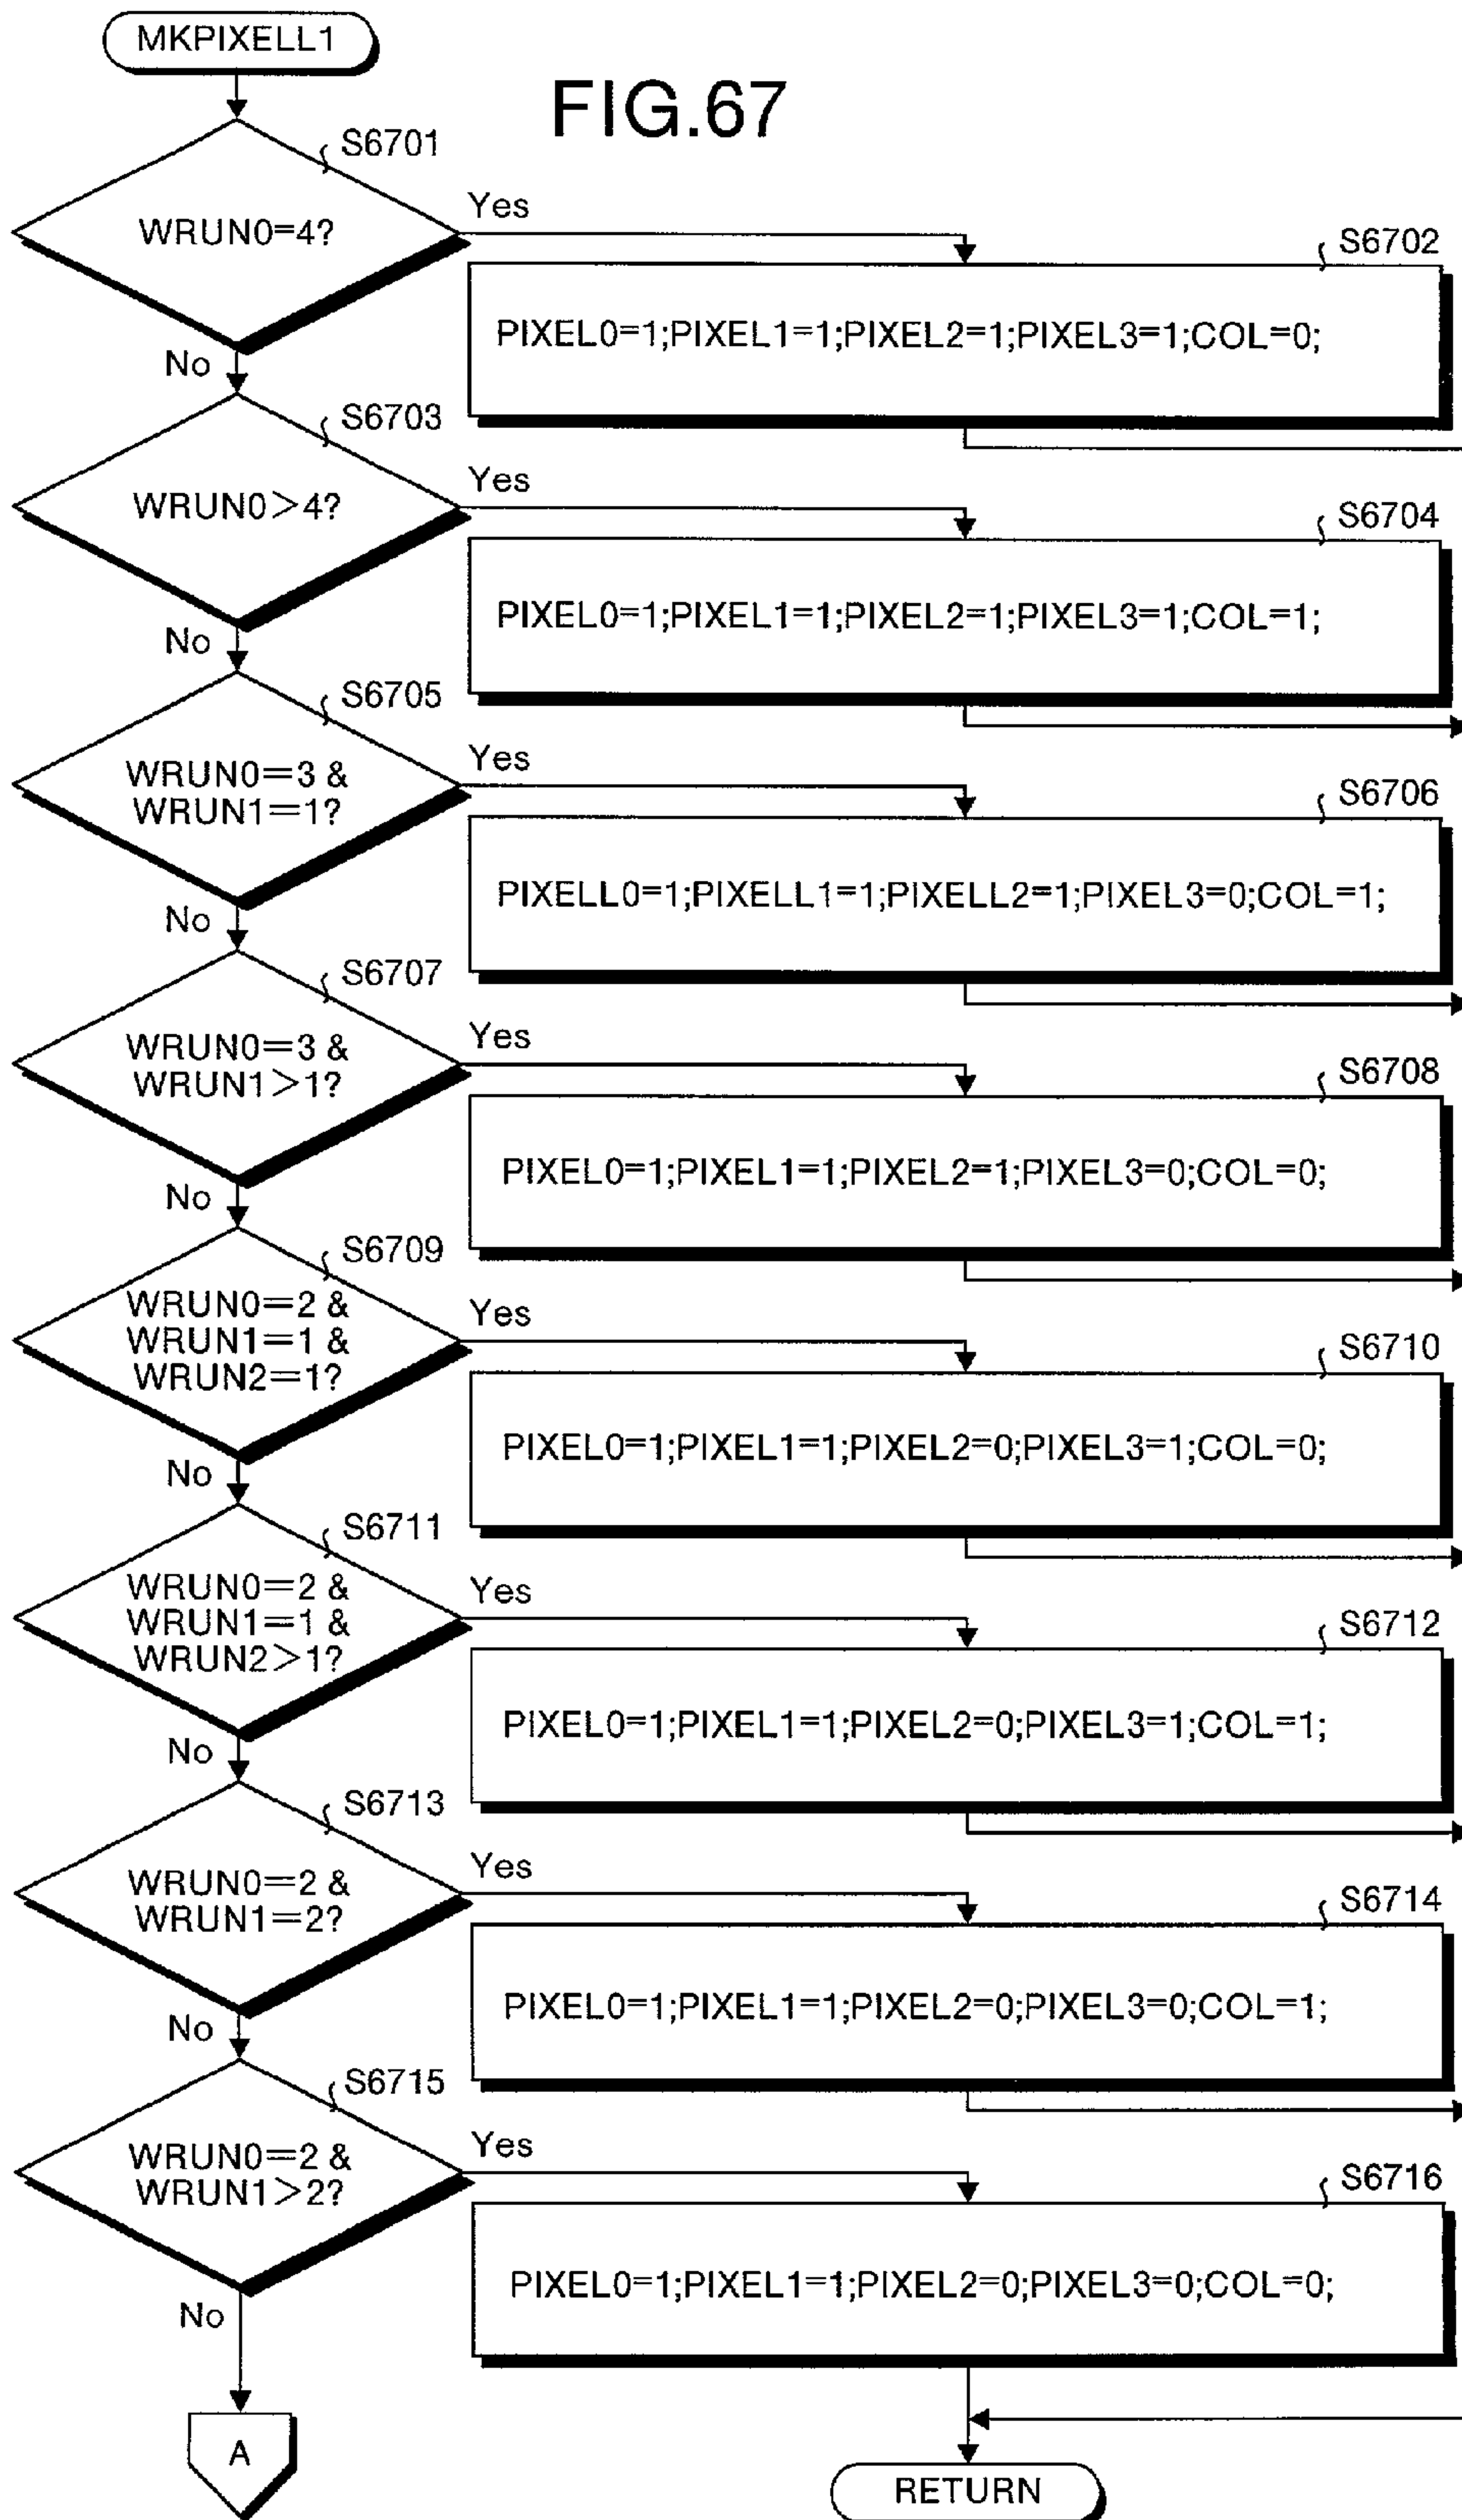 MKPIXELL1
FIG.67
S6701
WRUN0=4?
Yes
No
S6702
PIXEL0=1;PIXEL1=1;PIXEL2=1;PIXEL3=1;COL=0;
S6703
WRUN0>4?
Yes
No
S6704
PIXEL0=1;PIXEL1=1;PIXEL2=1;PIXEL3=1;COL=1;
S6705
WRUN0=3 &
WRUN1=1?
Yes
No
S6706
PIXELL0=1;PIXELL1=1;PIXELL2=1;PIXEL3=0;COL=1;
S6707
WRUN0=3 &
WRUN1>1?
Yes
No
S6708
PIXEL0=1;PIXEL1=1;PIXEL2=1;PIXEL3=0;COL=0;
S6709
WRUN0=2 &
WRUN1=1 &
WRUN2=1?
Yes
No
S6710
PIXEL0=1;PIXEL1=1;PIXEL2=0;PIXEL3=1;COL=0;
S6711
WRUN0=2 &
WRUN1=1 &
WRUN2>1?
Yes
No
S6712
PIXEL0=1;PIXEL1=1;PIXEL2=0;PIXEL3=1;COL=1;
S6713
WRUN0=2 &
WRUN1=2?
Yes
No
S6714
PIXEL0=1;PIXEL1=1;PIXEL2=0;PIXEL3=0;COL=1;
S6715
WRUN0=2 &
WRUN1>2?
Yes
No
S6716
PIXEL0=1;PIXEL1=1;PIXEL2=0;PIXEL3=0;COL=0;
A
RETURN